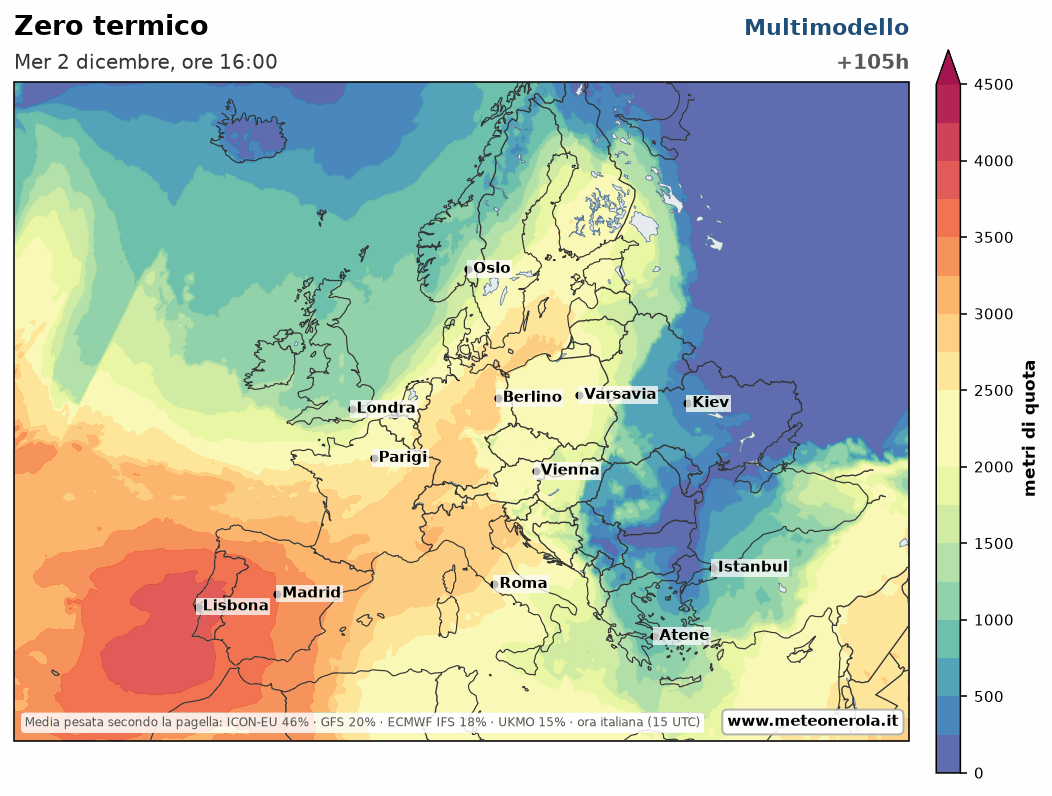 Zero termico
Multimodello
Mer 2 dicembre, ore 16:00
+105h
4500
4000
3500
3000
2500
2000
1500
1000
500
0
metri di quota
Oslo
Londra
Berlino
Varsavia
Kiev
Parigi
Vienna
Istanbul
Roma
Madrid
Lisbona
Atene
Media pesata secondo la pagella: ICON-EU 46% · GFS 20% · ECMWF IFS 18% · UKMO 15% · ora italiana (15 UTC)
www.meteonerola.it